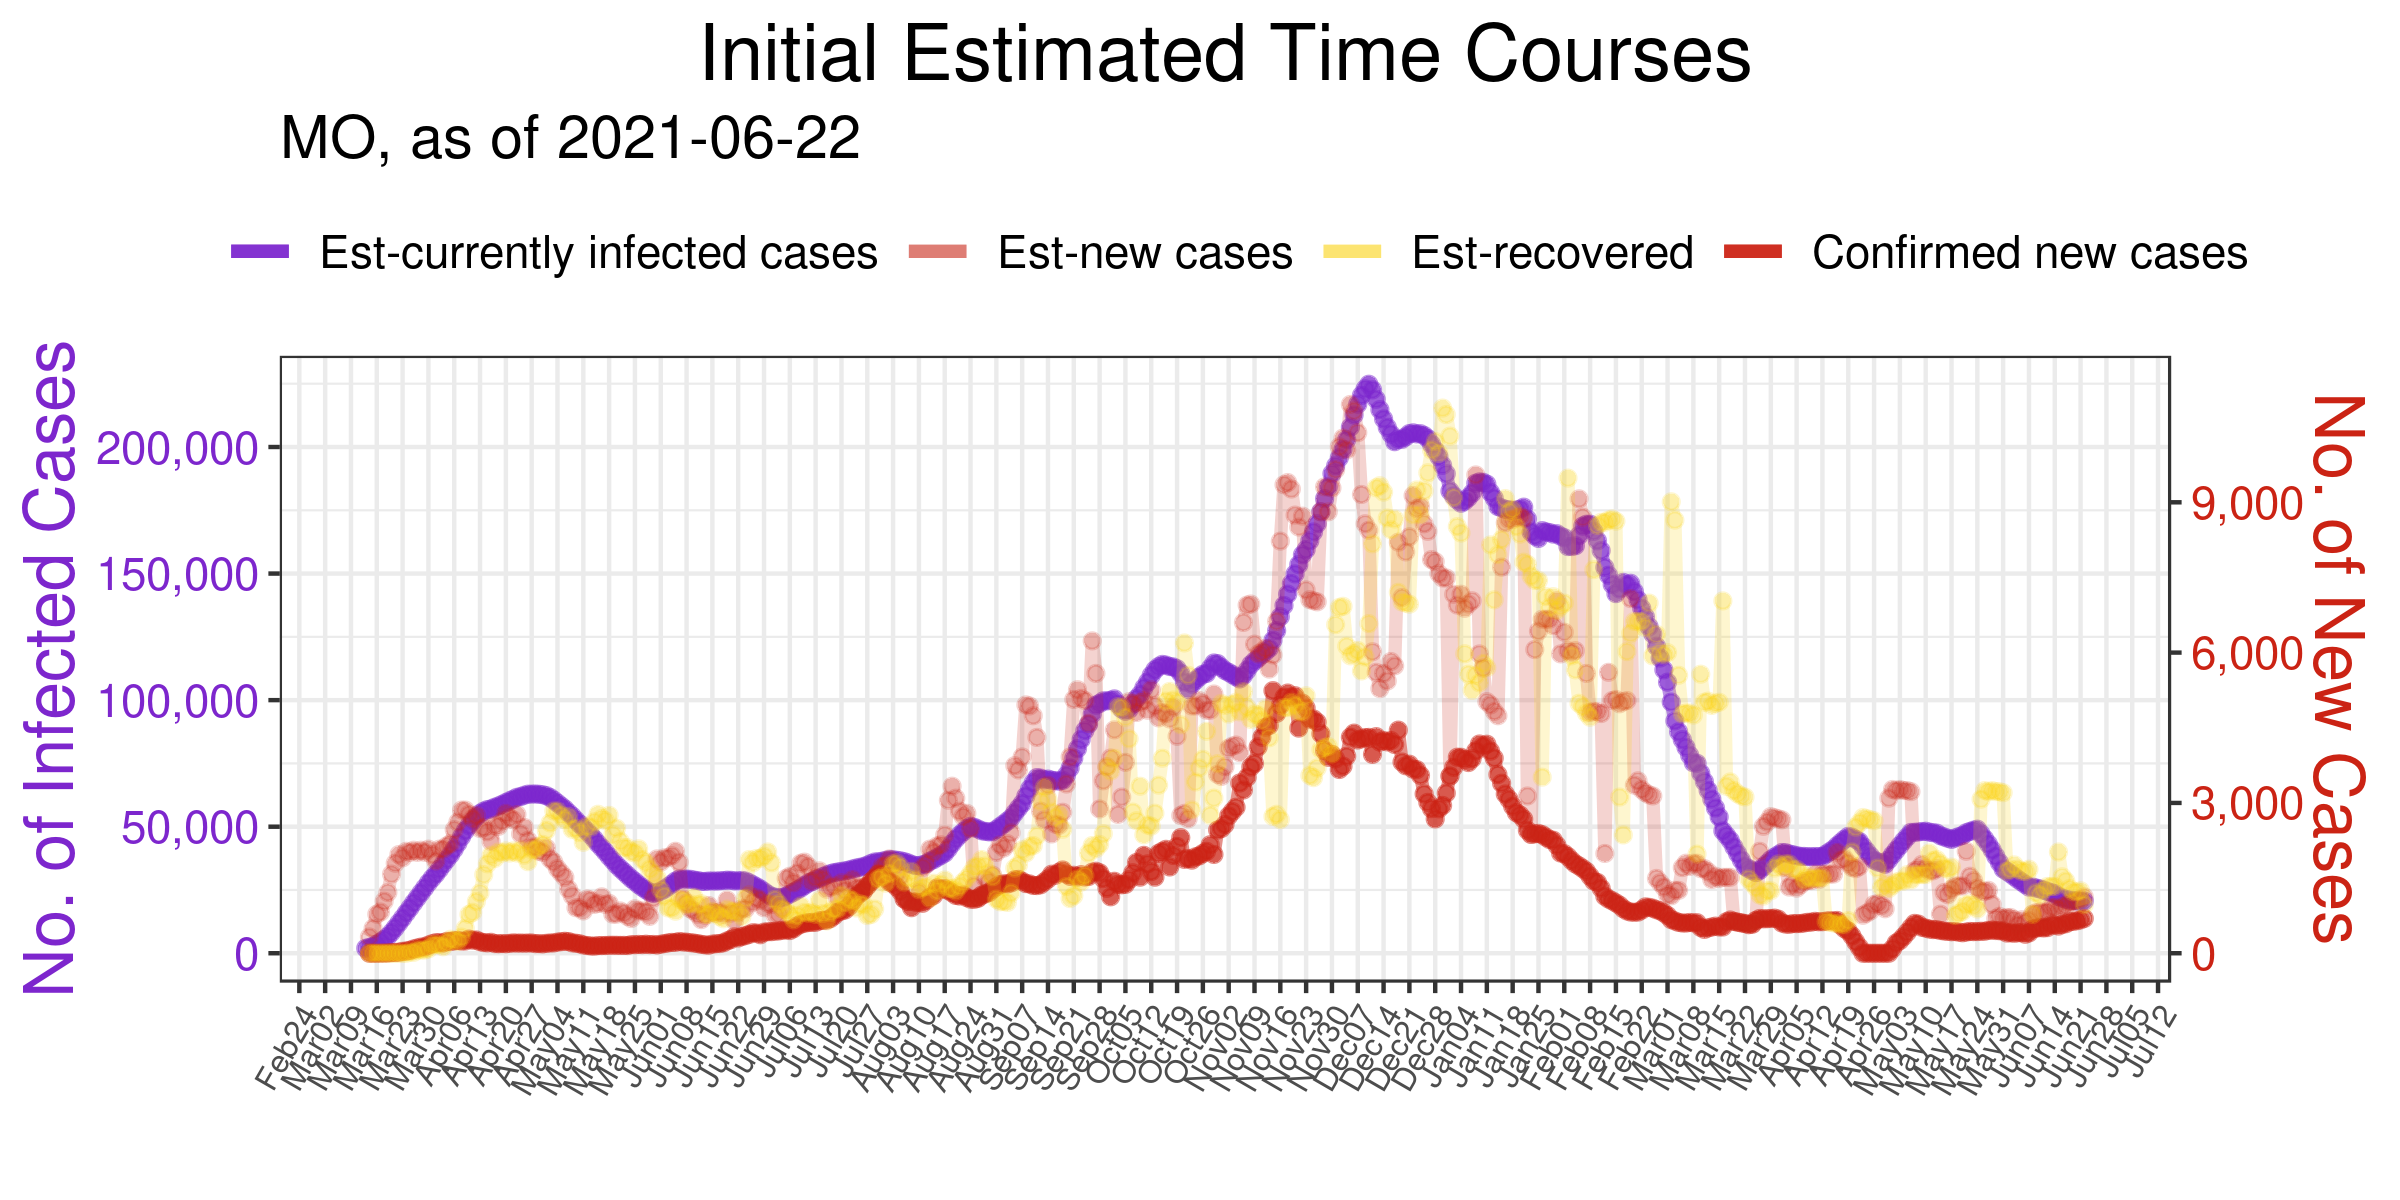 Initial Estimated Time Courses
MO, as of 2021-06-22
Est-currently infected cases
Est-new cases
Est-recovered
Confirmed new cases
No. of Infected Cases
200,000
150,000
100,000
50,000
0
9,000
6,000
3,000
0
No. of New Cases
Feb24
Mar02
Mar09
Mar16
Mar23
Mar30
Apr06
Apr13
Apr20
Apr27
May04
May11
May18
May25
Jun01
Jun08
Jun15
Jun22
Jun29
Jul06
Jul13
Jul20
Jul27
Aug03
Aug10
Aug17
Aug24
Aug31
Sep07
Sep14
Sep21
Sep28
Oct05
Oct12
Oct19
Oct26
Nov02
Nov09
Nov16
Nov23
Nov30
Dec07
Dec14
Dec21
Dec28
Jan04
Jan11
Jan18
Jan25
Feb01
Feb08
Feb15
Feb22
Mar01
Mar08
Mar15
Mar22
Mar29
Apr05
Apr12
Apr19
Apr26
May03
May10
May17
May24
May31
Jun07
Jun14
Jun21
Jun28
Jul05
Jul12